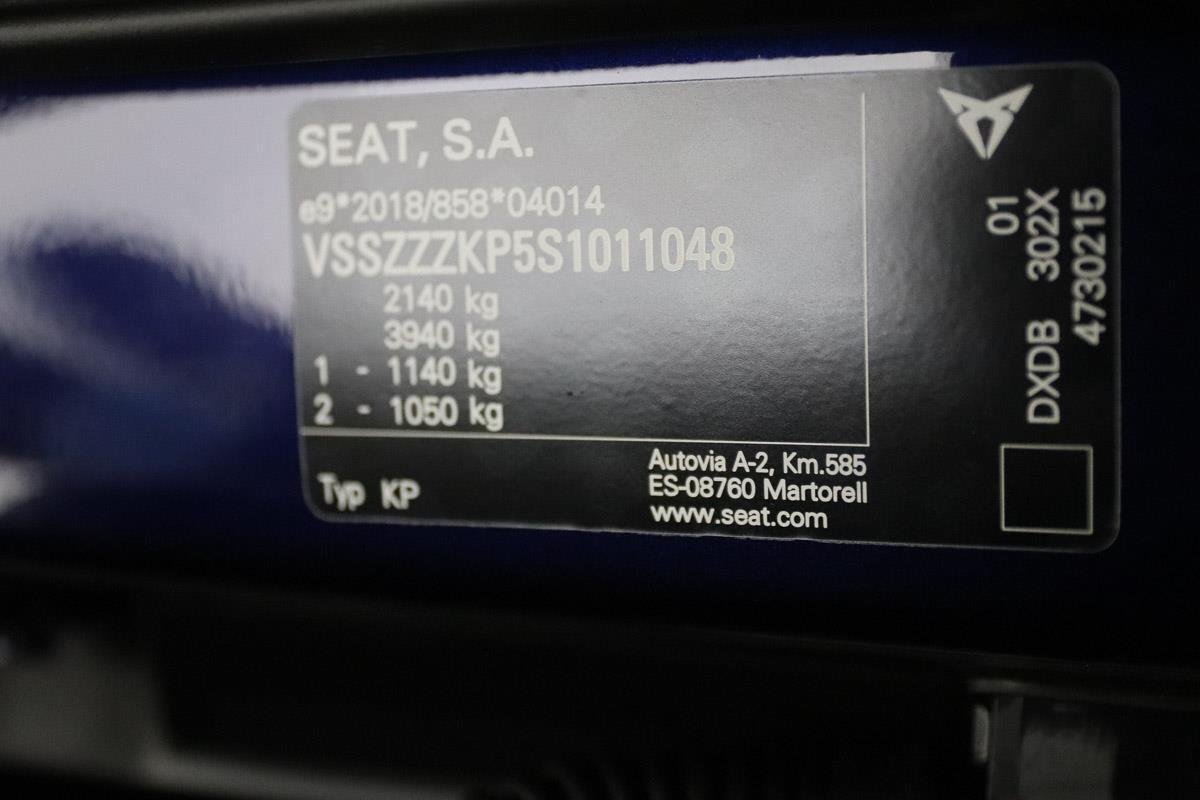 SEAT, S.A.
e9*2018/858*04014
VSSZZZKP5S1011048
2140 kg
3940 kg
1 - 1140 kg
2 - 1050 kg
Typ KP
Autovia A-2, Km.585
ES-08760 Martorell
www.seat.com
01
DXDB 302X
4730215